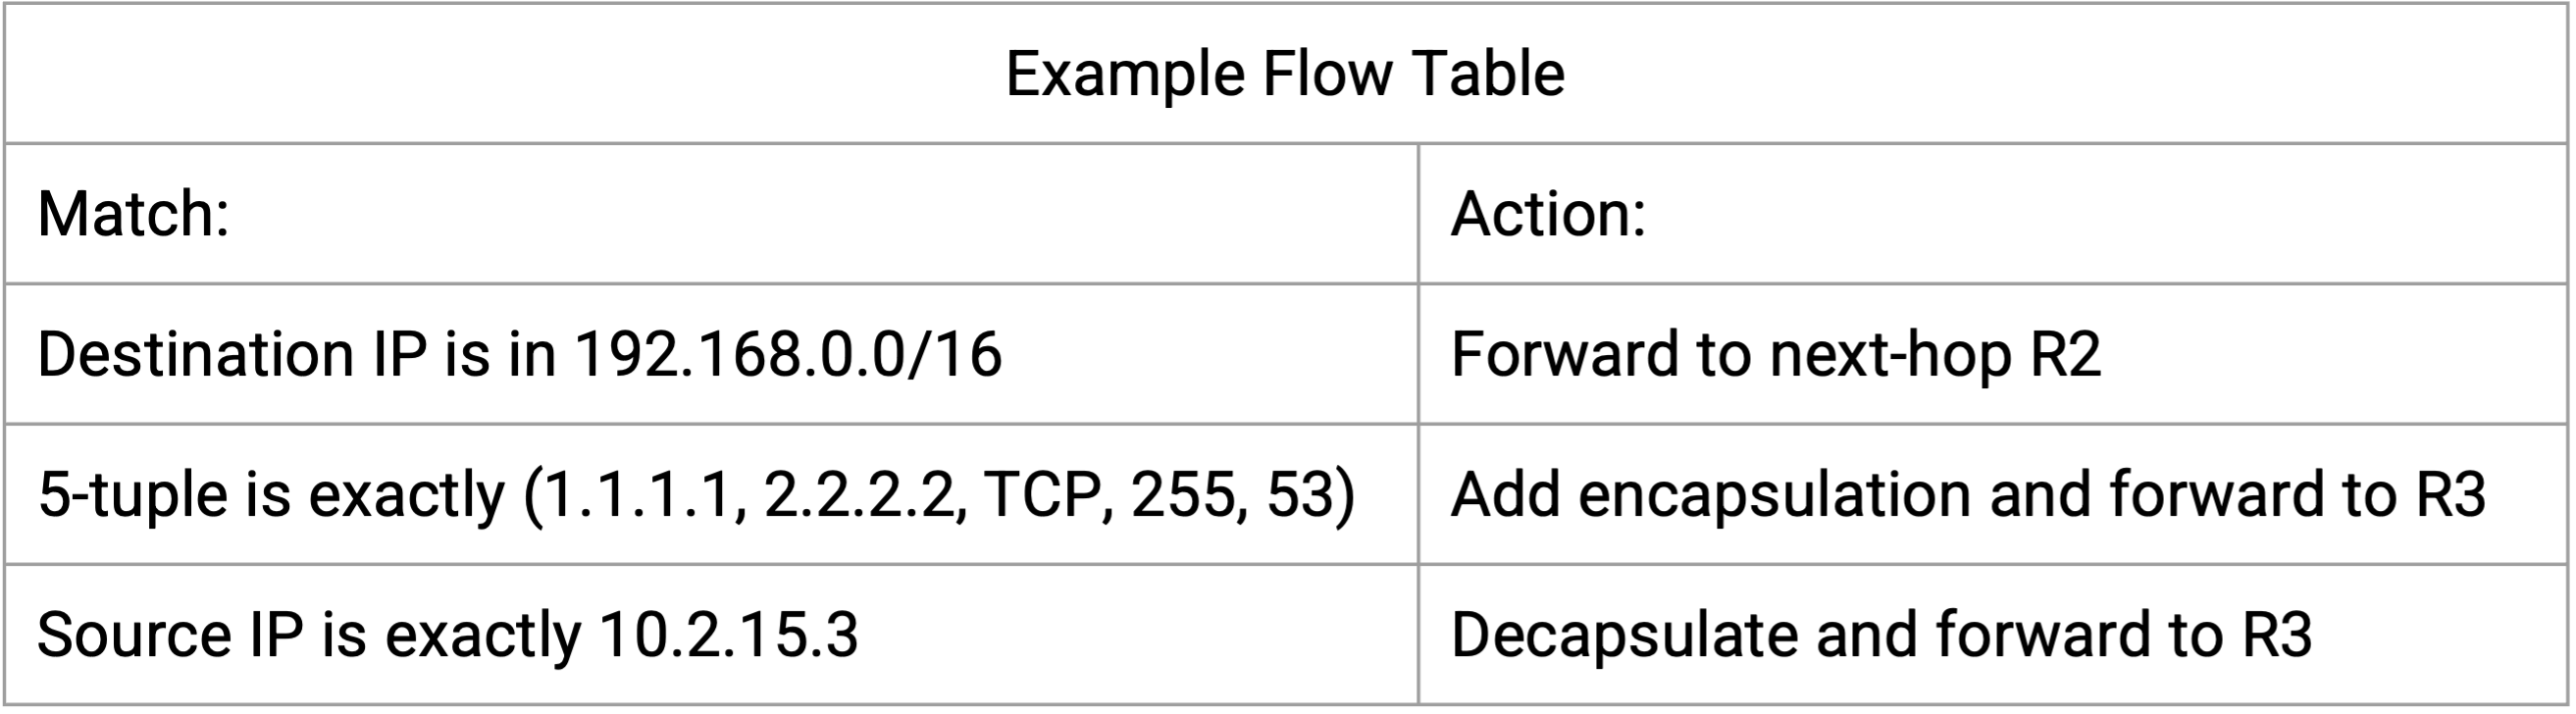 Example Flow Table
Match: Action:
Destination IP is in 192.168.0.0/16 Forward to next-hop R2
5-tuple is exactly (1.1.1.1, 2.2.2.2, TCP, 255, 53) Add encapsulation and forward to R3
Source IP is exactly 10.2.15.3 Decapsulate and forward to R3